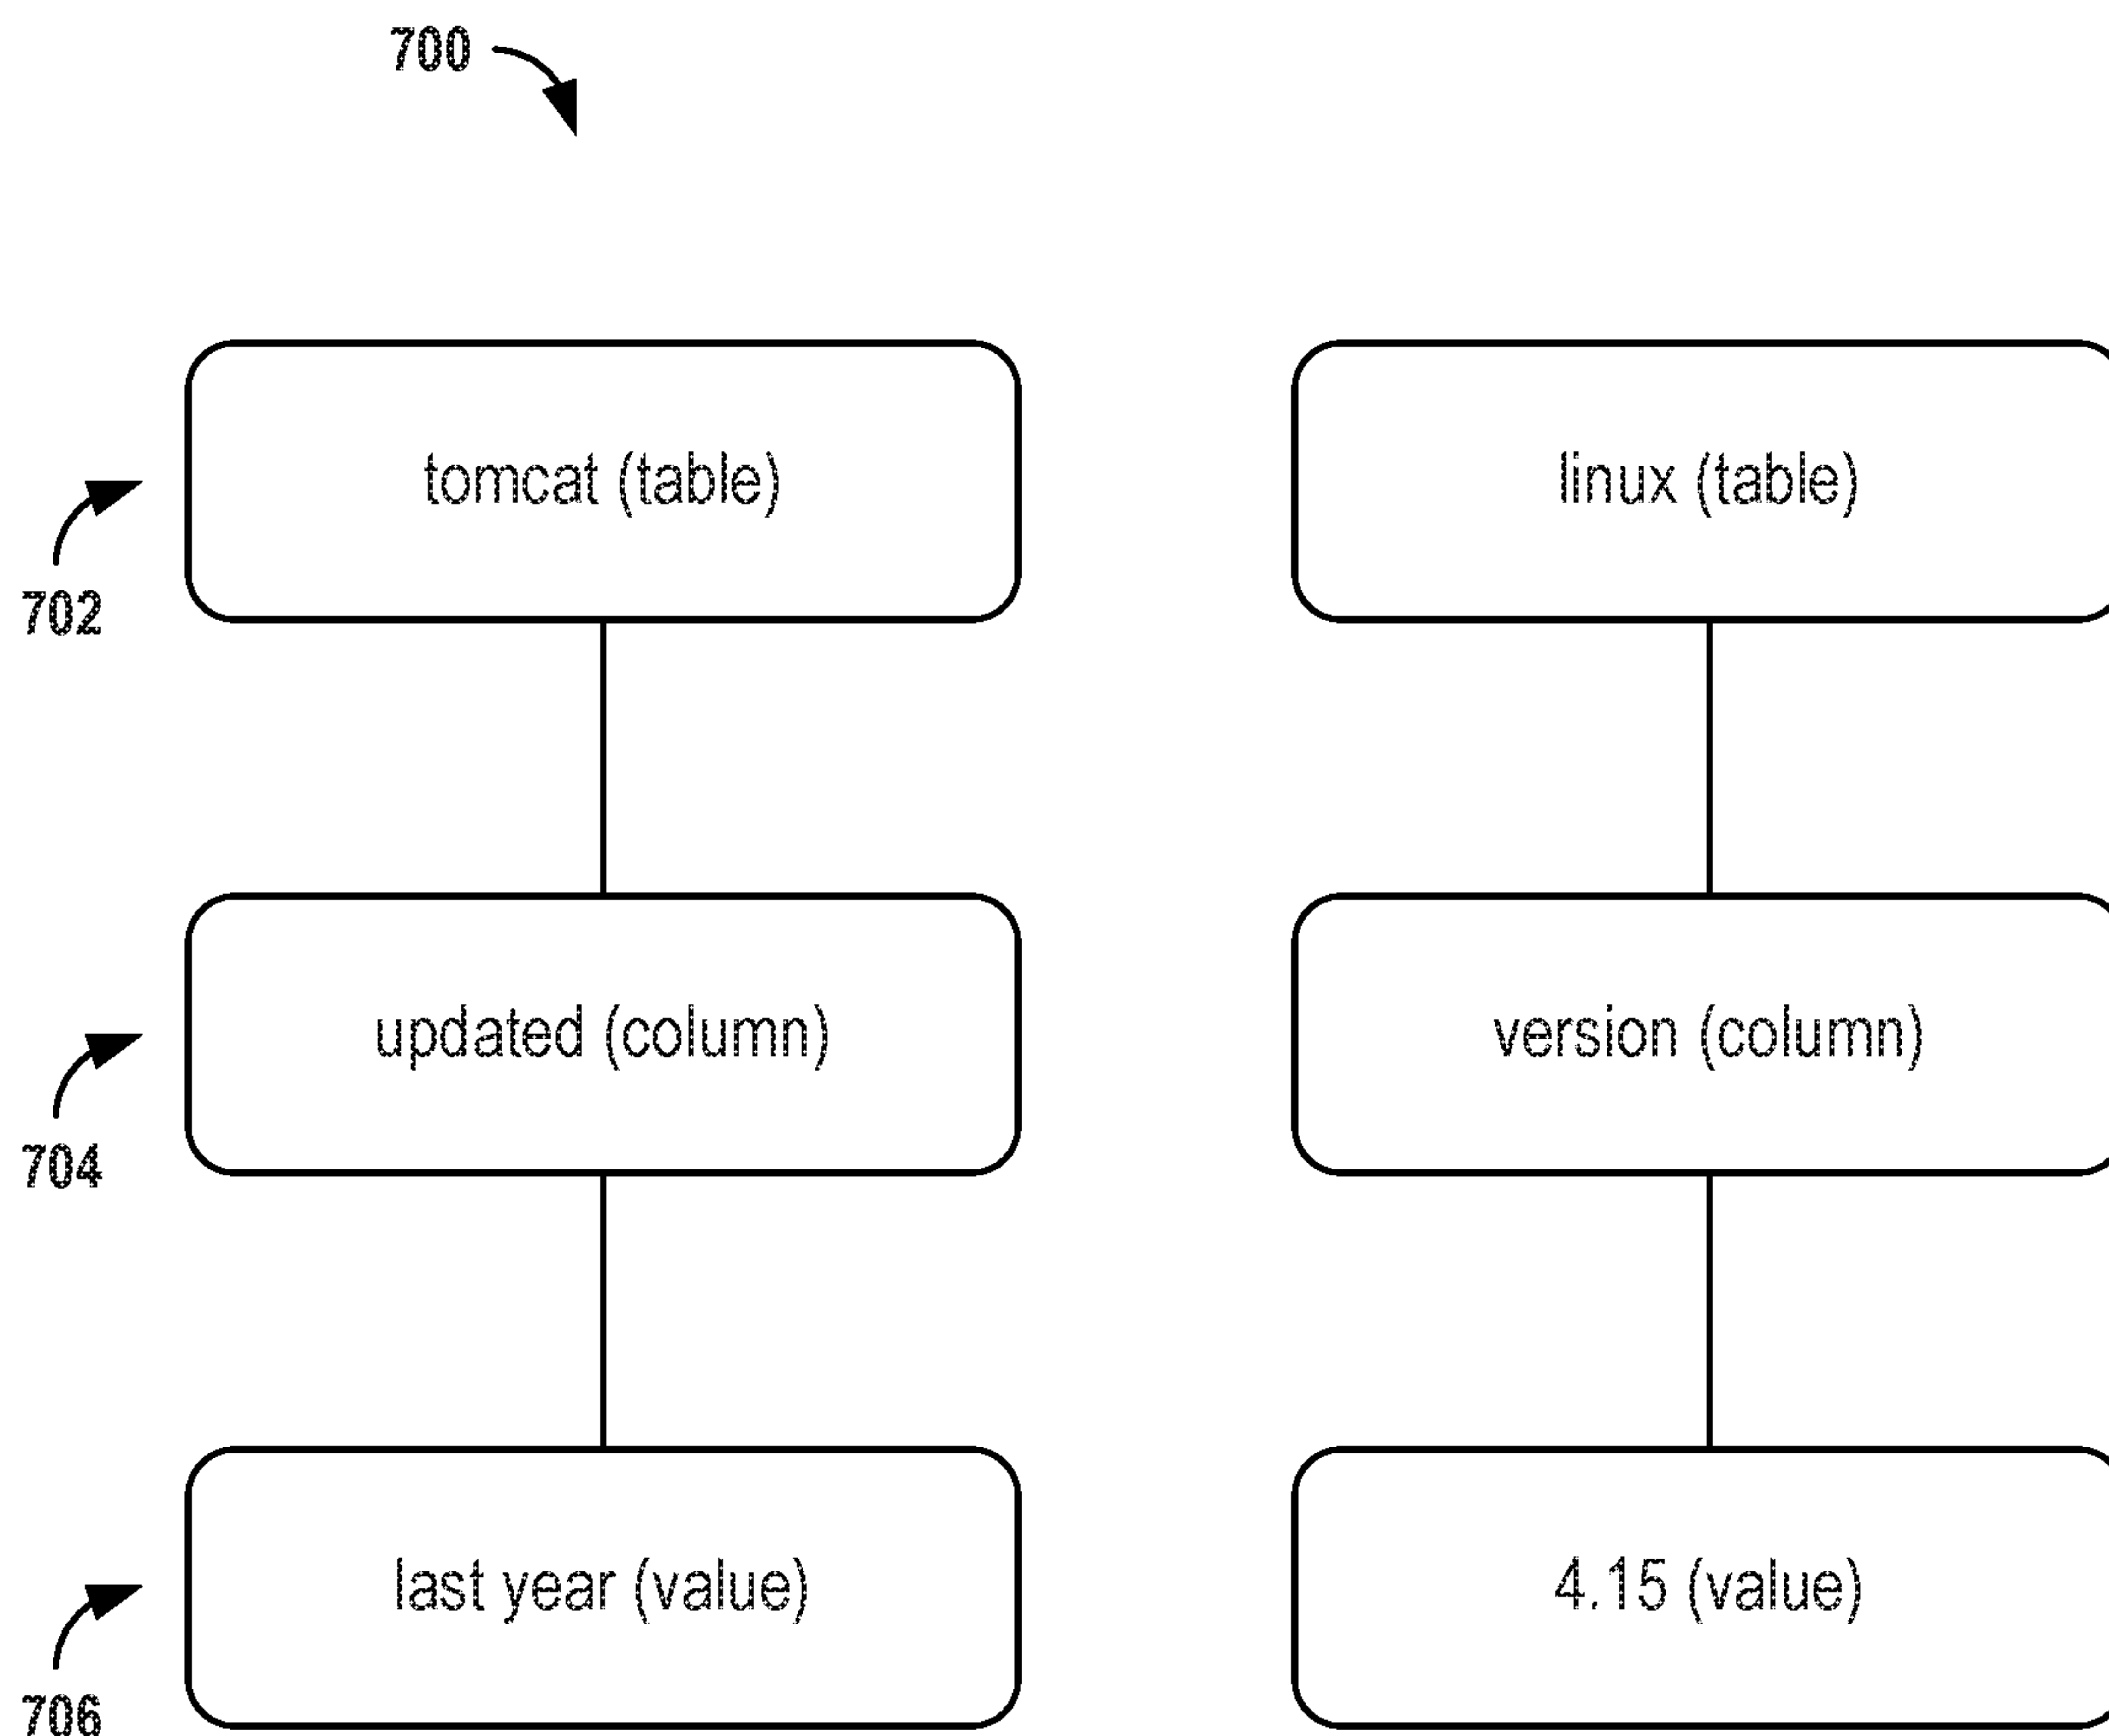 700
tomcat (table)
linux (table)
702
updated (column)
version (column)
704
last year (value)
4.15 (value)
706